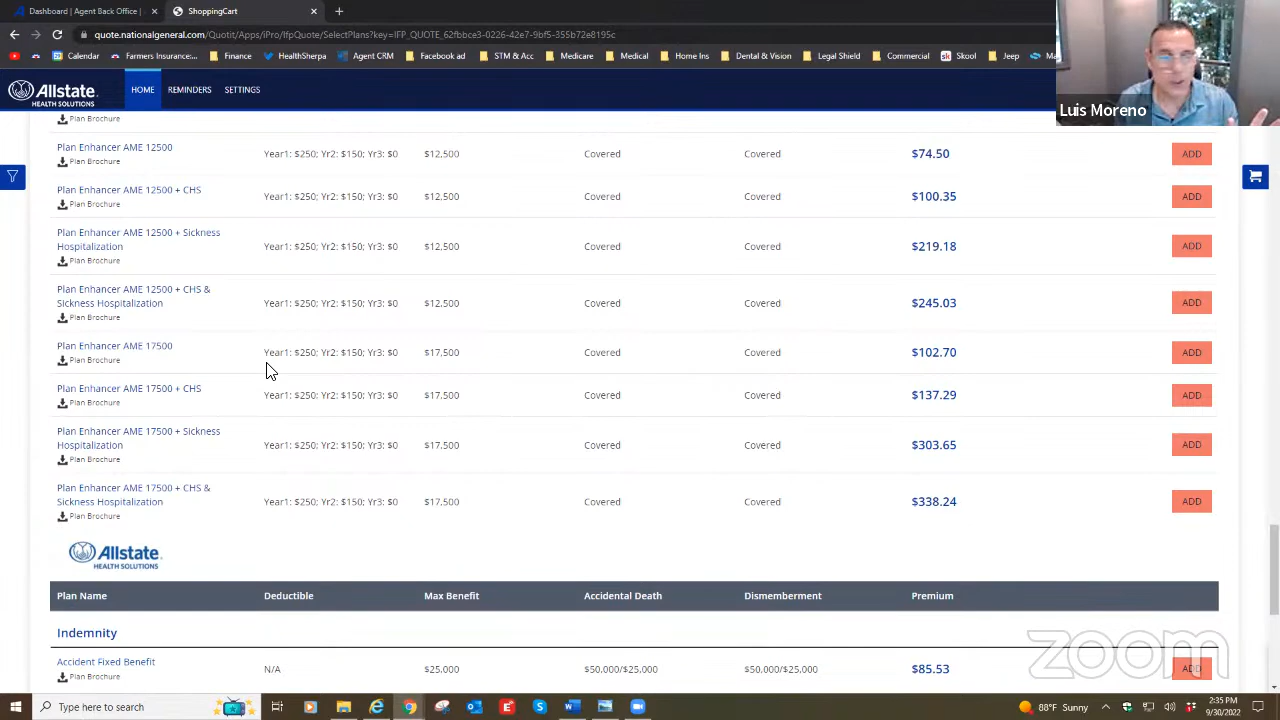 Dashboard | Agent Back Office |
ShoppingCart
quote.nationalgeneral.com/Quotit/Apps/iPro/IfpQuote/SelectPlans?key=IFP_QUOTE_62fbbce3-0226-42e7-9bf5-355b72e8195c
Calendar
Farmers Insuranc...
Finance
HealthSherpa
Agent CRM
Facebook ads
STM & Acc
Medicare
Medical
Home Ins
Dental & Vision
Legal Shield
Commercial
sk Skool
Jeep
Allstate
HEALTH SOLUTIONS
HOME
REMINDERS
SETTINGS
Luis Moreno
Plan Brochure
Plan Enhancer AME 12500
Year1: $250; Yr2: $150; Yr3: $0
$12,500
Covered
Covered
$74.50
ADD
Plan Brochure
Plan Enhancer AME 12500 + CHS
Year1: $250; Yr2: $150; Yr3: $0
$12,500
Covered
Covered
$100.35
ADD
Plan Brochure
Plan Enhancer AME 12500 + Sickness
Hospitalization
Year1: $250; Yr2: $150; Yr3: $0
$12,500
Covered
Covered
$219.18
ADD
Plan Brochure
Plan Enhancer AME 12500 + CHS &
Sickness Hospitalization
Year1: $250; Yr2: $150; Yr3: $0
$12,500
Covered
Covered
$245.03
ADD
Plan Brochure
Plan Enhancer AME 17500
Year1: $250; Yr2: $150; Yr3: $0
$17,500
Covered
Covered
$102.70
ADD
Plan Brochure
Plan Enhancer AME 17500 + CHS
Year1: $250; Yr2: $150; Yr3: $0
$17,500
Covered
Covered
$137.29
ADD
Plan Brochure
Plan Enhancer AME 17500 + Sickness
Hospitalization
Year1: $250; Yr2: $150; Yr3: $0
$17,500
Covered
Covered
$303.65
ADD
Plan Brochure
Plan Enhancer AME 17500 + CHS &
Sickness Hospitalization
Year1: $250; Yr2: $150; Yr3: $0
$17,500
Covered
Covered
$338.24
ADD
Plan Brochure
Allstate
HEALTH SOLUTIONS
Plan Name
Deductible
Max Benefit
Accidental Death
Dismemberment
Premium
Indemnity
Accident Fixed Benefit
N/A
$25,000
$50,000/$25,000
$50,000/$25,000
$85.53
ADD
Plan Brochure
zoom
Type here to search
88°F Sunny
2:35 PM
9/30/2022